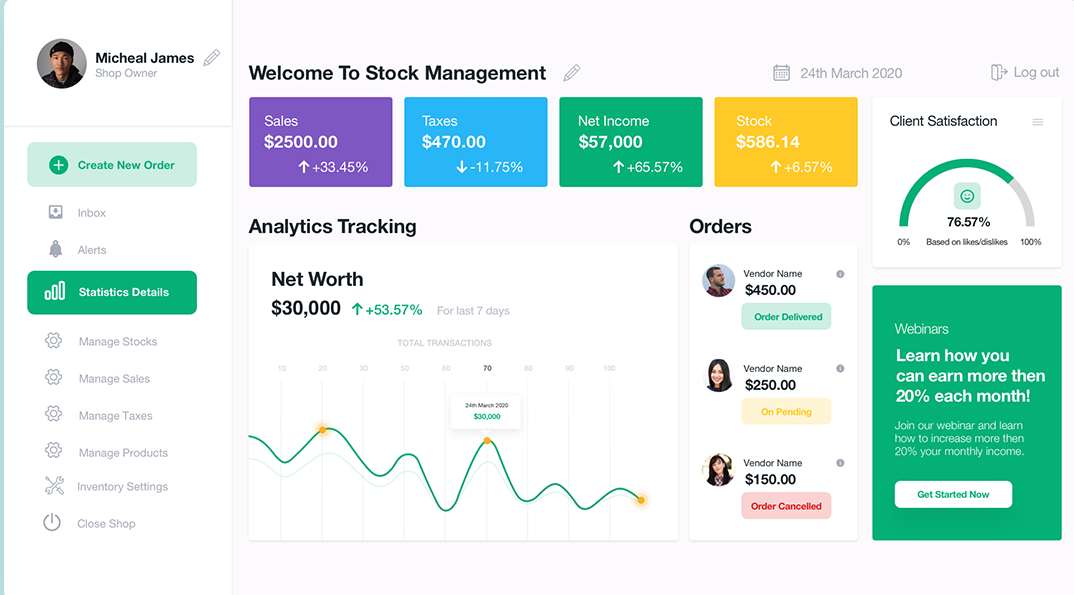 Micheal James
Shop Owner
Create New Order
Inbox
Alerts
Statistics Details
Manage Stocks
Manage Sales
Manage Taxes
Manage Products
Inventory Settings
Close Shop
Welcome To Stock Management
24th March 2020
Log out
Sales
$2500.00
+33.45%
Taxes
$470.00
-11.75%
Net Income
$57,000
+65.57%
Stock
$586.14
+6.57%
Client Satisfaction
76.57%
0% Based on likes/dislikes 100%
Analytics Tracking
Net Worth
$30,000 +53.57% For last 7 days
TOTAL TRANSACTIONS
10 20 30 50 60 70 80 90 100
24th March 2020
$30,000
Orders
Vendor Name
$450.00
Order Delivered
Vendor Name
$250.00
On Pending
Vendor Name
$150.00
Order Cancelled
Webinars
Learn how you
can earn more then
20% each month!
Join our webinar and learn
how to increase more then
20% your monthly income.
Get Started Now